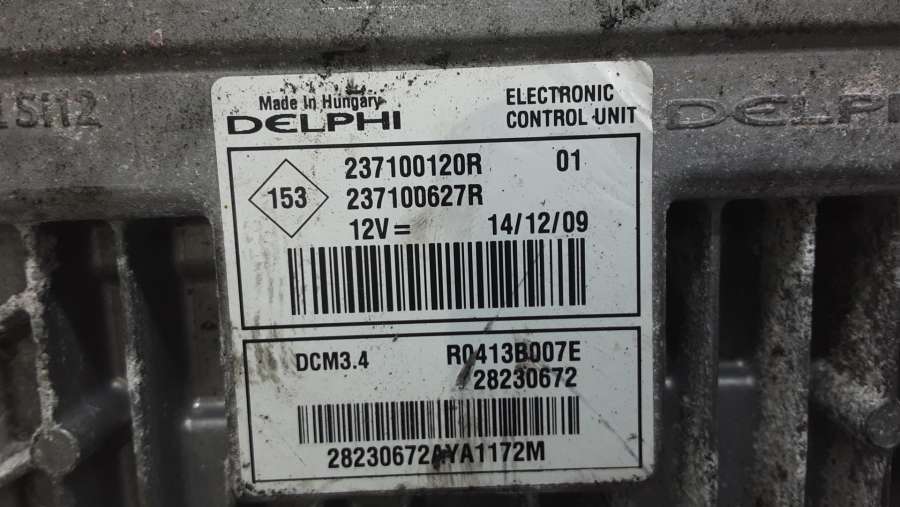 Made in Hungary
DELPHI
ELECTRONIC
CONTROL UNIT
DELPHI
237100120R 01
153
237100627R
12V= 14/12/09
DCM3.4 R0413B007E
28230672
28230672AYA1172M